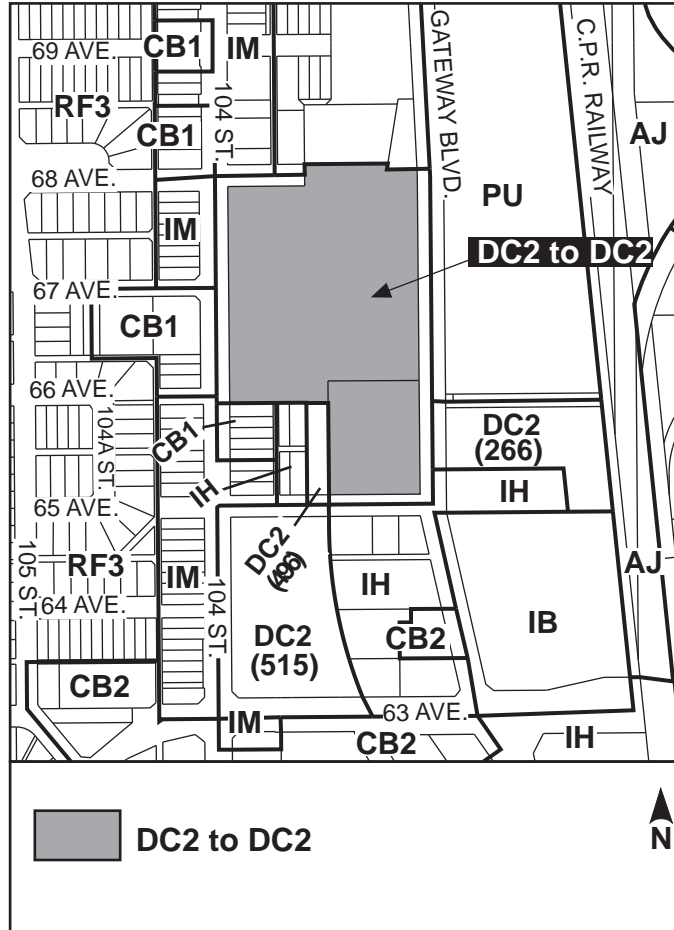 69 AVE.
CB1
IM
RF3
CB1
104 ST.
68 AVE.
GATEWAY BLVD.
C.P.R. RAILWAY
AJ
PU
IM
DC2 to DC2
67 AVE.
CB1
66 AVE.
104A ST.
CB1
IH
DC2
(266)
IH
65 AVE.
DC2
(496)
105 ST.
RF3
IM
104 ST.
IH
AJ
64 AVE.
DC2
(515)
CB2
IB
CB2
63 AVE.
IM
CB2
IH
DC2 to DC2
N